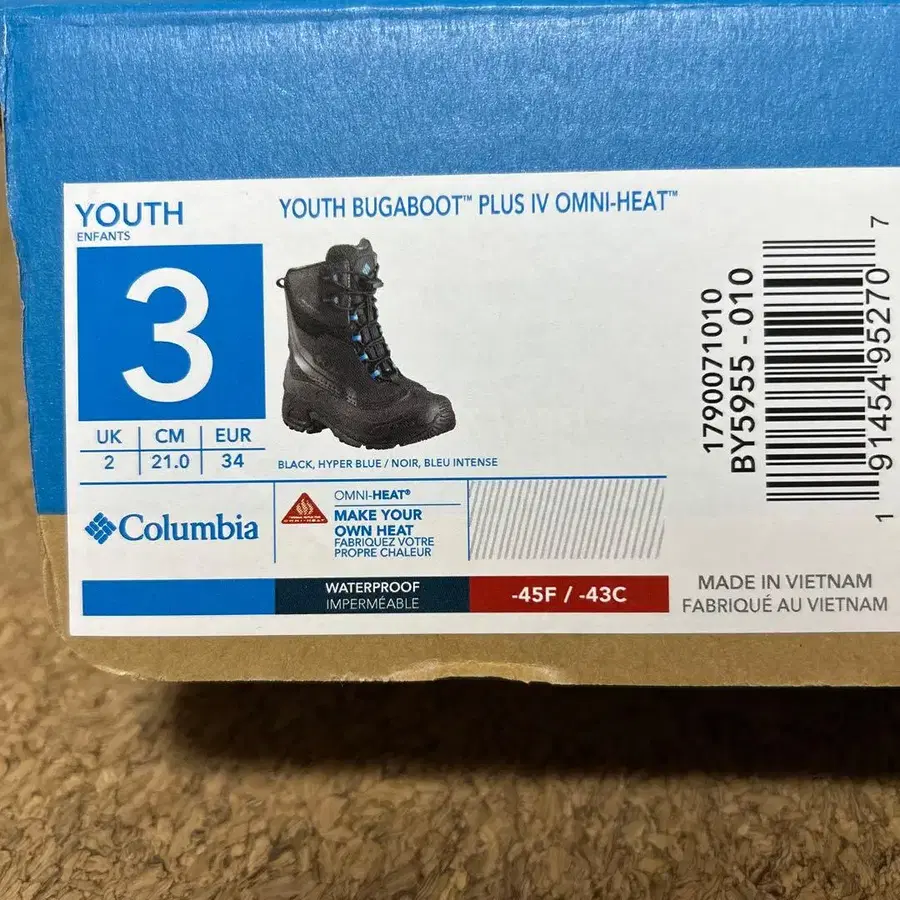 YOUTH
ENFANTS
3
UK | CM | EUR
2 | 21.0 | 34
YOUTH BUGABOOT™ PLUS IV OMNI-HEAT™
BLACK, HYPER BLUE / NOIR, BLEU INTENSE
Columbia
OMNI-HEAT
OMNI-HEAT®
MAKE YOUR
OWN HEAT
FABRIQUEZ VOTRE
PROPRE CHALEUR
WATERPROOF
IMPERMÉABLE
-45F / -43C
1790071010
BY5955 - 010
1 91454 95270 7
MADE IN VIETNAM
FABRIQUÉ AU VIETNAM